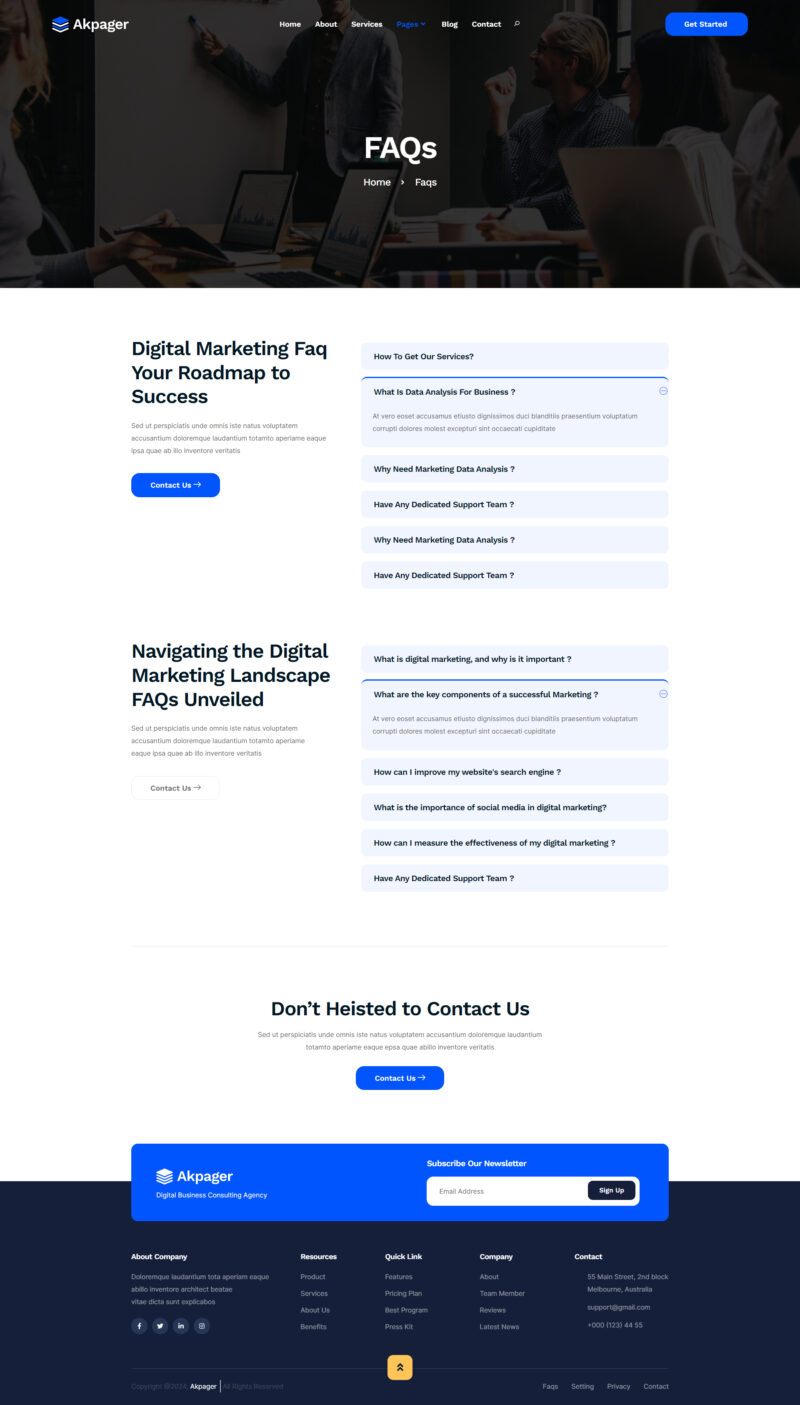 Akpager
Home About Services Pages Blog Contact
Get Started
FAQs
Home > Faqs
Digital Marketing Faq
Your Roadmap to
Success
Sed ut perspiciatis unde omnis iste natus voluptatem
accusantium doloremque laudantium totamto aperiame eaque
ipsa quae ab illo inventore veritatis
Contact Us →
How To Get Our Services?
What Is Data Analysis For Business ?
At vero eoset accusamus etiusto dignissimos duci blanditiis praesentium voluptatum
corrupti dolores molest excepturi sint occaecati cupiditate
Why Need Marketing Data Analysis ?
Have Any Dedicated Support Team ?
Why Need Marketing Data Analysis ?
Have Any Dedicated Support Team ?
Navigating the Digital
Marketing Landscape
FAQs Unveiled
Sed ut perspiciatis unde omnis iste natus voluptatem
accusantium doloremque laudantium totamto aperiame
eaque ipsa quae ab illo inventore veritatis
Contact Us →
What is digital marketing, and why is it important ?
What are the key components of a successful Marketing ?
At vero eoset accusamus etiusto dignissimos duci blanditiis praesentium voluptatum
corrupti dolores molest excepturi sint occaecati cupiditate
How can I improve my website's search engine ?
What is the importance of social media in digital marketing?
How can I measure the effectiveness of my digital marketing ?
Have Any Dedicated Support Team ?
Don’t Heisted to Contact Us
Sed ut perspiciatis unde omnis iste natus voluptatem accusantium doloremque laudantium
totamto aperiame eaque epsa quae abillo inventore veritatis
Contact Us →
Akpager
Digital Business Consulting Agency
Subscribe Our Newsletter
Email Address
Sign Up
About Company
Doloremque laudantium tota aperiam eaque
abillo inventore architect beatae
vitae dicta sunt explicabos
Resources
Product
Services
About Us
Benefits
Quick Link
Features
Pricing Plan
Best Program
Press Kit
Company
About
Team Member
Reviews
Latest News
Contact
55 Main Street, 2nd block
Melbourne, Australia
support@gmail.com
+000 (123) 44 55
Copyright @2024, Akpager All Rights Reserved
Faqs Setting Privacy Contact